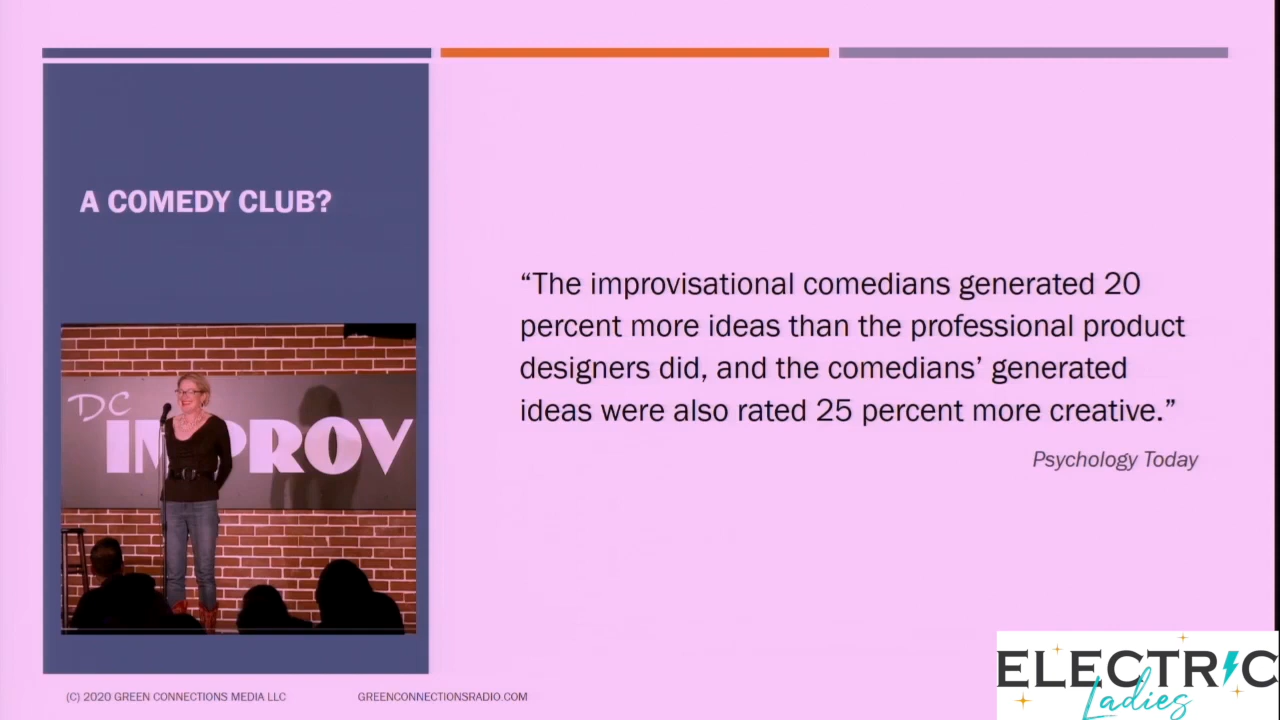 A COMEDY CLUB?
DC
IMPROV
“The improvisational comedians generated 20
percent more ideas than the professional product
designers did, and the comedians’ generated
ideas were also rated 25 percent more creative.”
Psychology Today
(C) 2020 GREEN CONNECTIONS MEDIA LLC
GREENCONNECTIONSRADIO.COM
ELECTRIC
Ladies